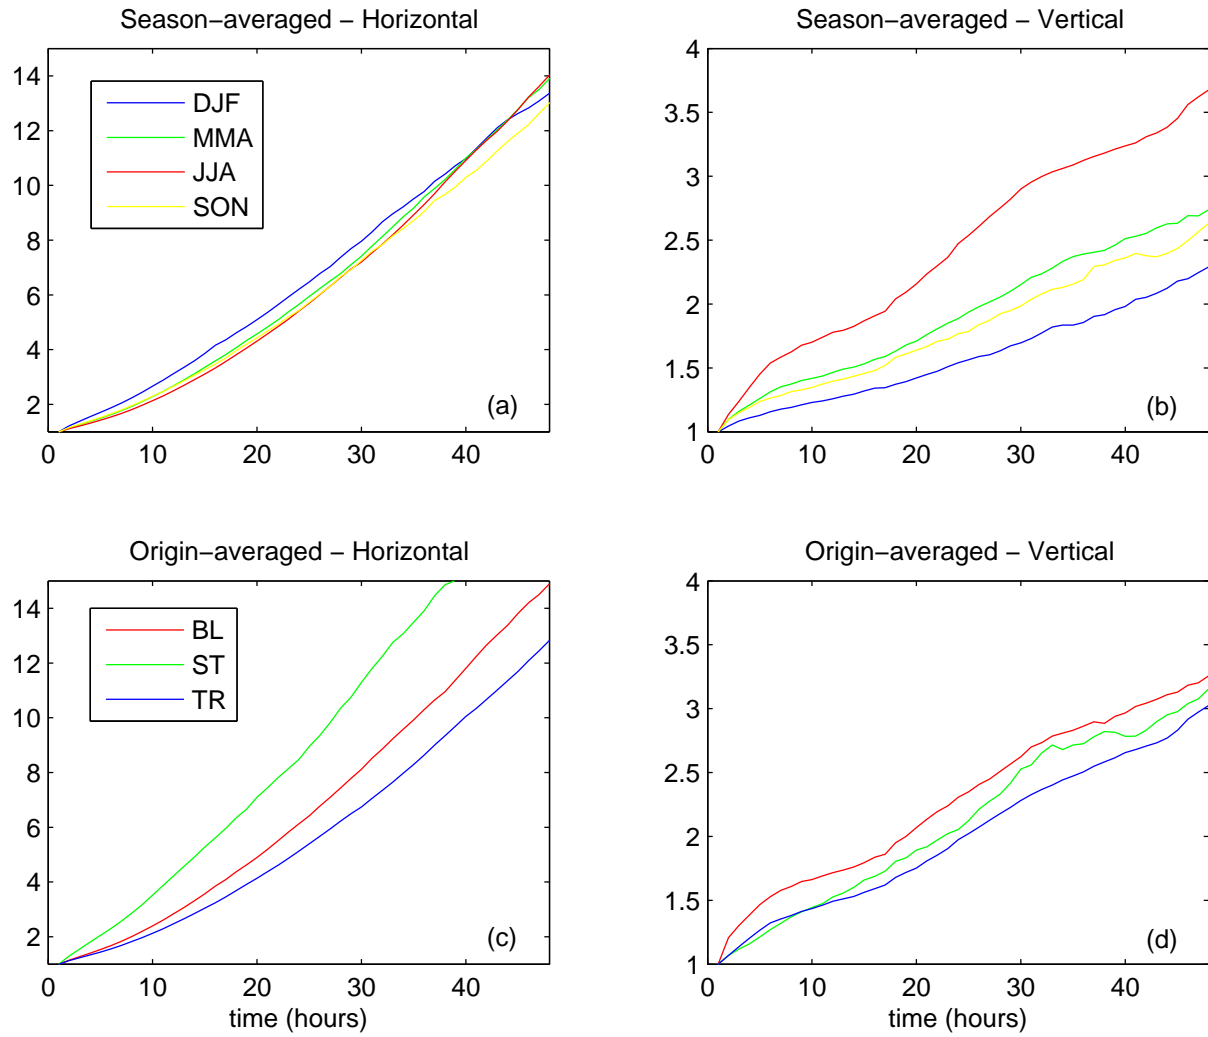 Season−averaged − Horizontal
14
12
10
8
6
4
2
DJF
MMA
JJA
SON
(a)
0 10 20 30 40
Season−averaged − Vertical
4
3.5
3
2.5
2
1.5
1
(b)
0 10 20 30 40
Origin−averaged − Horizontal
14
12
10
8
6
4
2
BL
ST
TR
(c)
0 10 20 30 40
time (hours)
Origin−averaged − Vertical
4
3.5
3
2.5
2
1.5
1
(d)
0 10 20 30 40
time (hours)